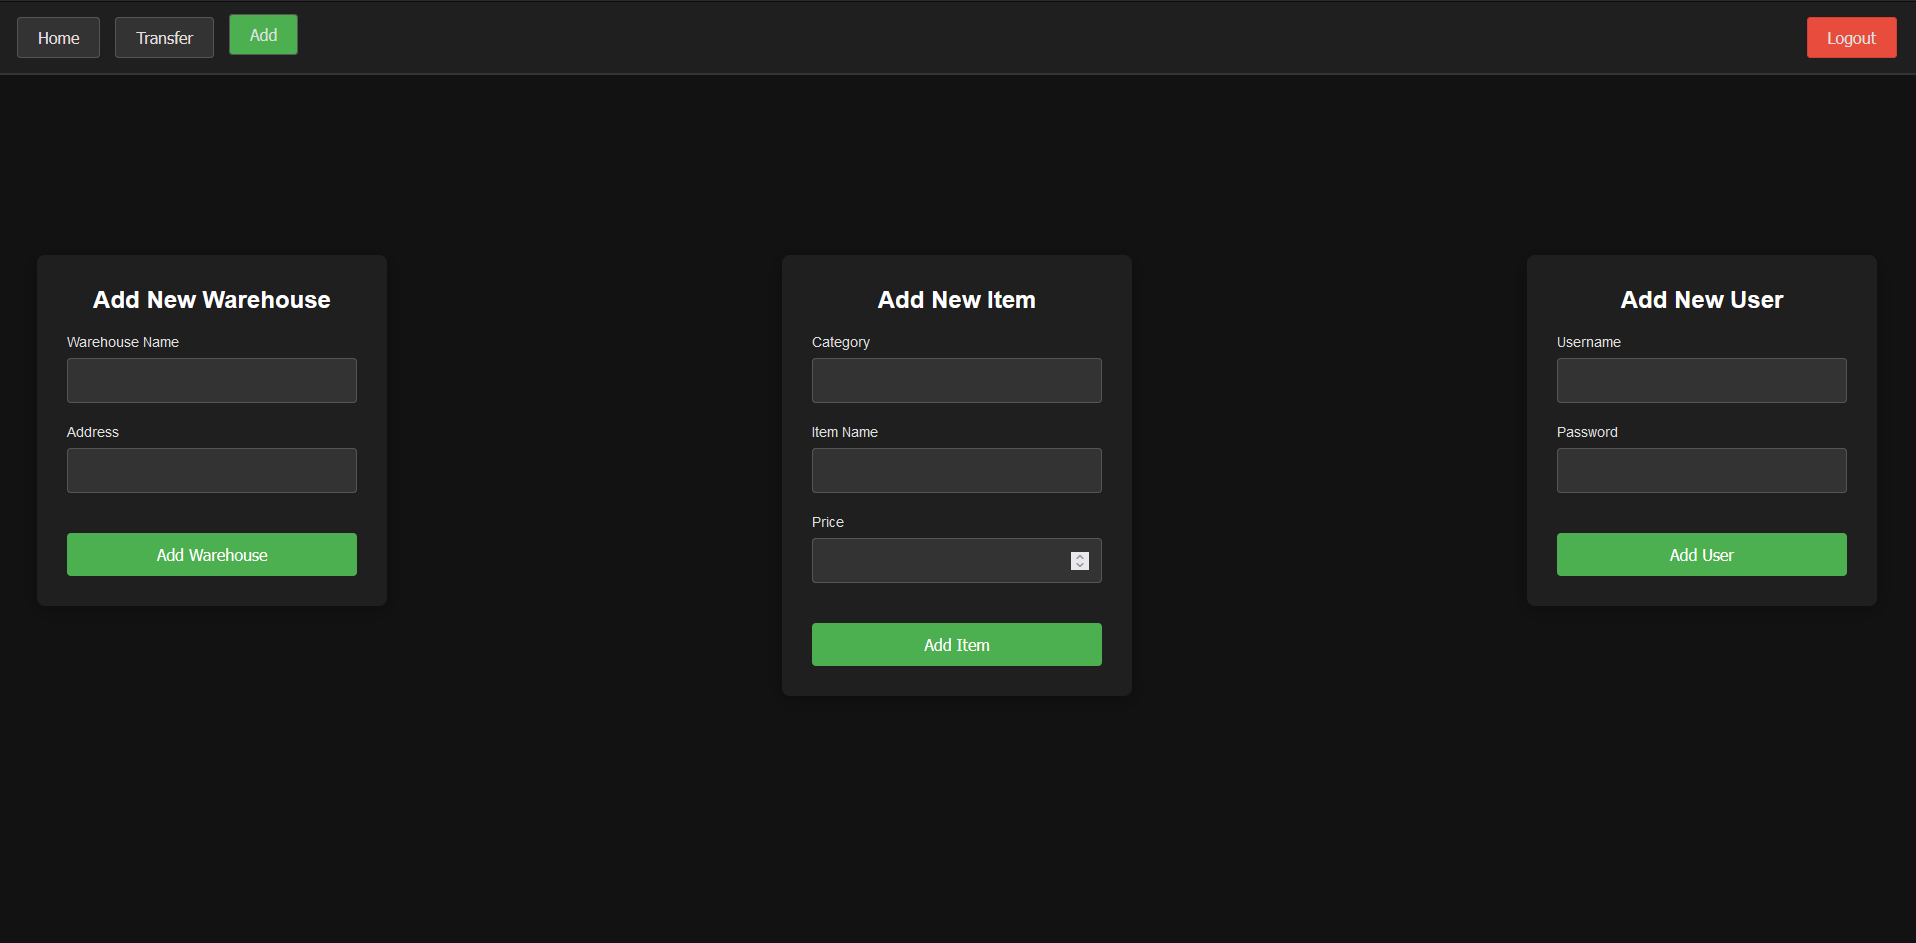 Home
Transfer
Add
Logout
Add New Warehouse
Warehouse Name
Address
Add Warehouse
Add New Item
Category
Item Name
Price
Add Item
Add New User
Username
Password
Add User